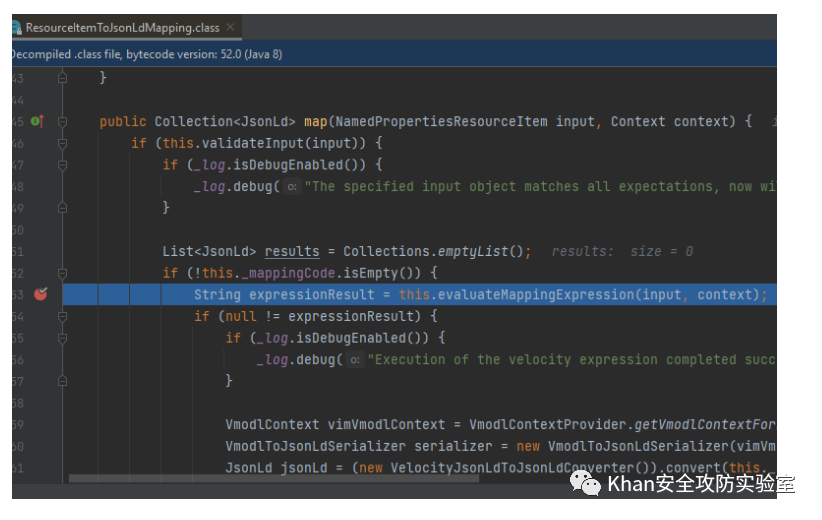 ResourceItemToJsonLdMapping.class
Decompiled .class file, bytecode version: 52.0 (Java 8)
43 }
44
45 public Collection<JsonLd> map(NamedPropertiesResourceItem input, Context context) {
46 if (this.validateInput(input)) {
47 if (_log.isDebugEnabled()) {
48 _log.debug( o: "The specified input object matches all expectations, now wi
49 }
50
51 List<JsonLd> results = Collections.emptyList(); results: size = 0
52 if (!this._mappingCode.isEmpty()) {
53 String expressionResult = this.evaluateMappingExpression(input, context);
54 if (null != expressionResult) {
55 if (_log.isDebugEnabled()) {
56 _log.debug( o: "Execution of the velocity expression completed succ
57 }
58
59 VmodlContext vimVmodlContext = VmodlContextProvider.getVmodlContextFor
60 VmodlToJsonLdSerializer serializer = new VmodlToJsonLdSerializer(vimVm
61 JsonLd jsonLd = (new VelocityJsonLdToJsonLdConverter()).convert(this._
Khan安全攻防实验室